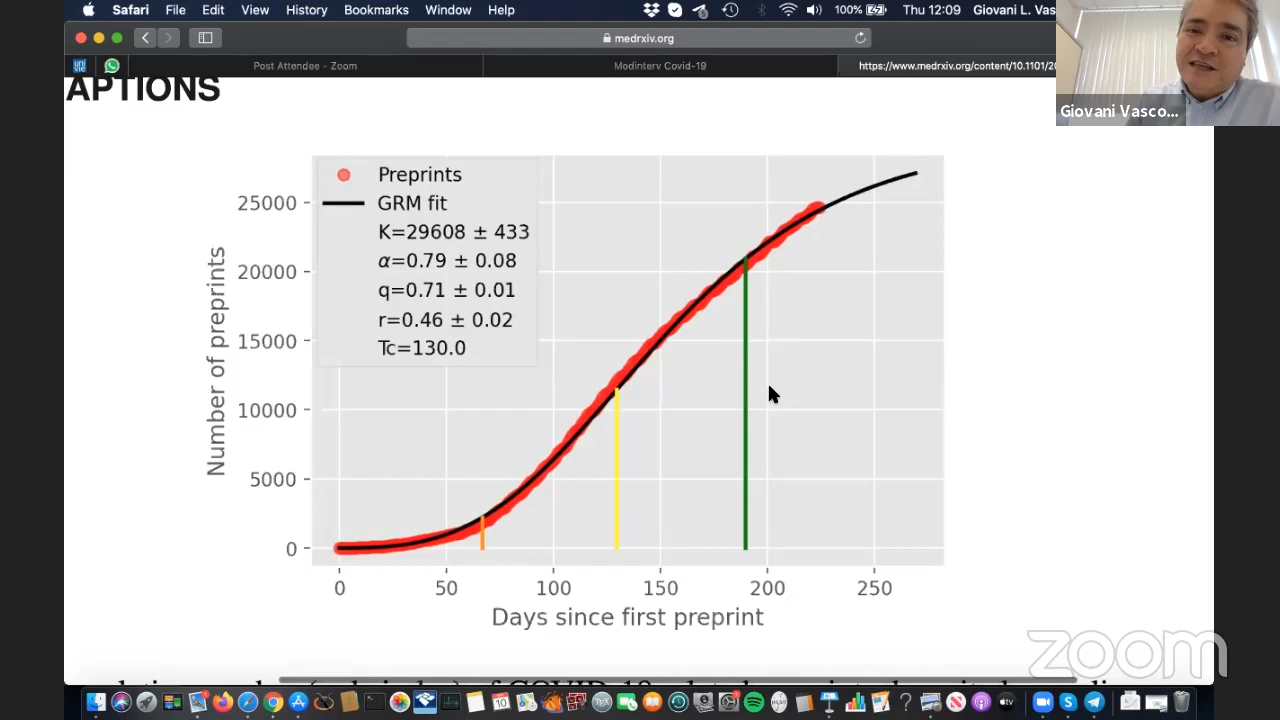 Safari File Edit View History Bookmarks Window Help 100% Thu 12:09 Giovani L. Vas
medrxiv.org
Post Attendee - Zoom Modinterv Covid-19 https://www.medrxiv.org/content/10.1101/20
Giovani Vasco...
APTIONS
Preprints
GRM fit
K=29608 ± 433
α=0.79 ± 0.08
q=0.71 ± 0.01
r=0.46 ± 0.02
Tc=130.0
Number of preprints
25000
20000
15000
10000
5000
0
0 50 100 150 200 250
Days since first preprint
zoom